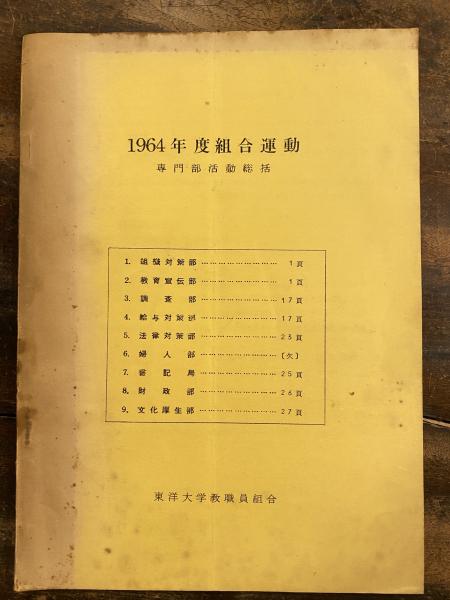 1964年度組合運動
専門部活動総括
1. 組織対策部 ……………………… 1頁
2. 教育宣伝部 ……………………… 1頁
3. 調査部 ……………………… 17頁
4. 給与対策部 ……………………… 17頁
5. 法律対策部 ……………………… 23頁
6. 婦人部 ……………………… 〔欠〕
7. 書記局 ……………………… 25頁
8. 財政部 ……………………… 26頁
9. 文化厚生部 ……………………… 27頁
東洋大学教職員組合